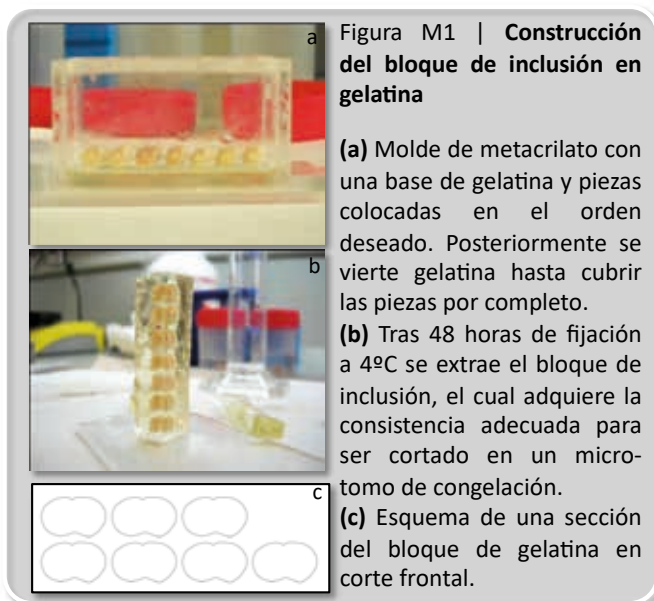 a
b
c
Figura M1 | Construcción
del bloque de inclusión en
gelatina
(a) Molde de metacrilato con
una base de gelatina y piezas
colocadas en el orden
deseado. Posteriormente se
vierte gelatina hasta cubrir
las piezas por completo.
(b) Tras 48 horas de fijación
a 4ºC se extrae el bloque de
inclusión, el cual adquiere la
consistencia adecuada para
ser cortado en un micro-
tomo de congelación.
(c) Esquema de una sección
del bloque de gelatina en
corte frontal.